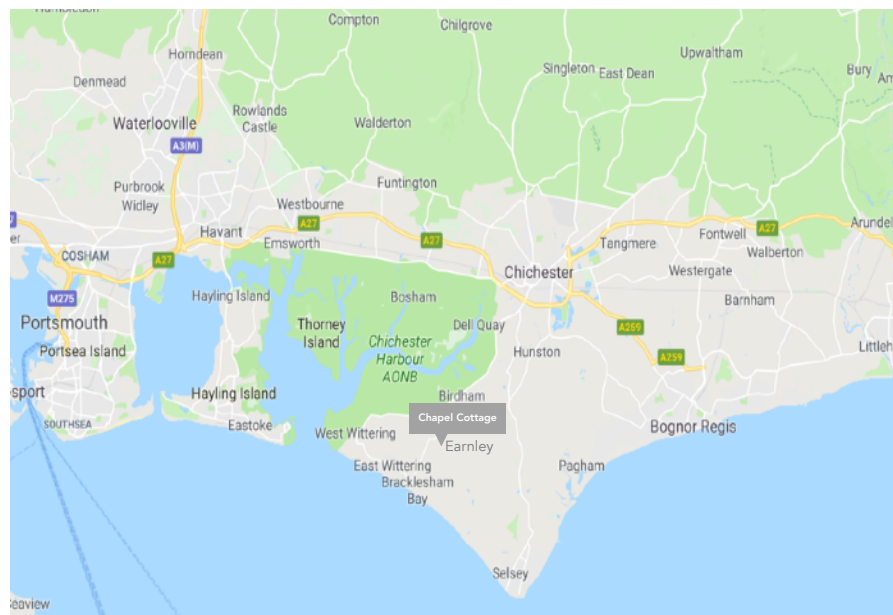 Compton
Chilgrove
Horndean
Upwaltham
Singleton
East Dean
Bury
Denmead
Rowlands
Castle
Waterlooville
Walderton
A3(M)
Purbrook
Widley
Funtington
Westbourne
A27
Havant
Emsworth
A27
Tangmere
Fontwell
A27
Arundel
Walberton
COSHAM
A27
Chichester
Westergate
M275
Hayling Island
Bosham
Barnham
Portsmouth
Thorney
Island
Dell Quay
A259
Portsea Island
Chichester
Harbour
AONB
Hunston
A259
Littleh
sport
Hayling Island
Birdham
SOUTHSEA
Eastoke
Chapel Cottage
West Wittering
Earnley
Bognor Regis
East Wittering
Bracklesham
Bay
Pagham
Selsey
eaview